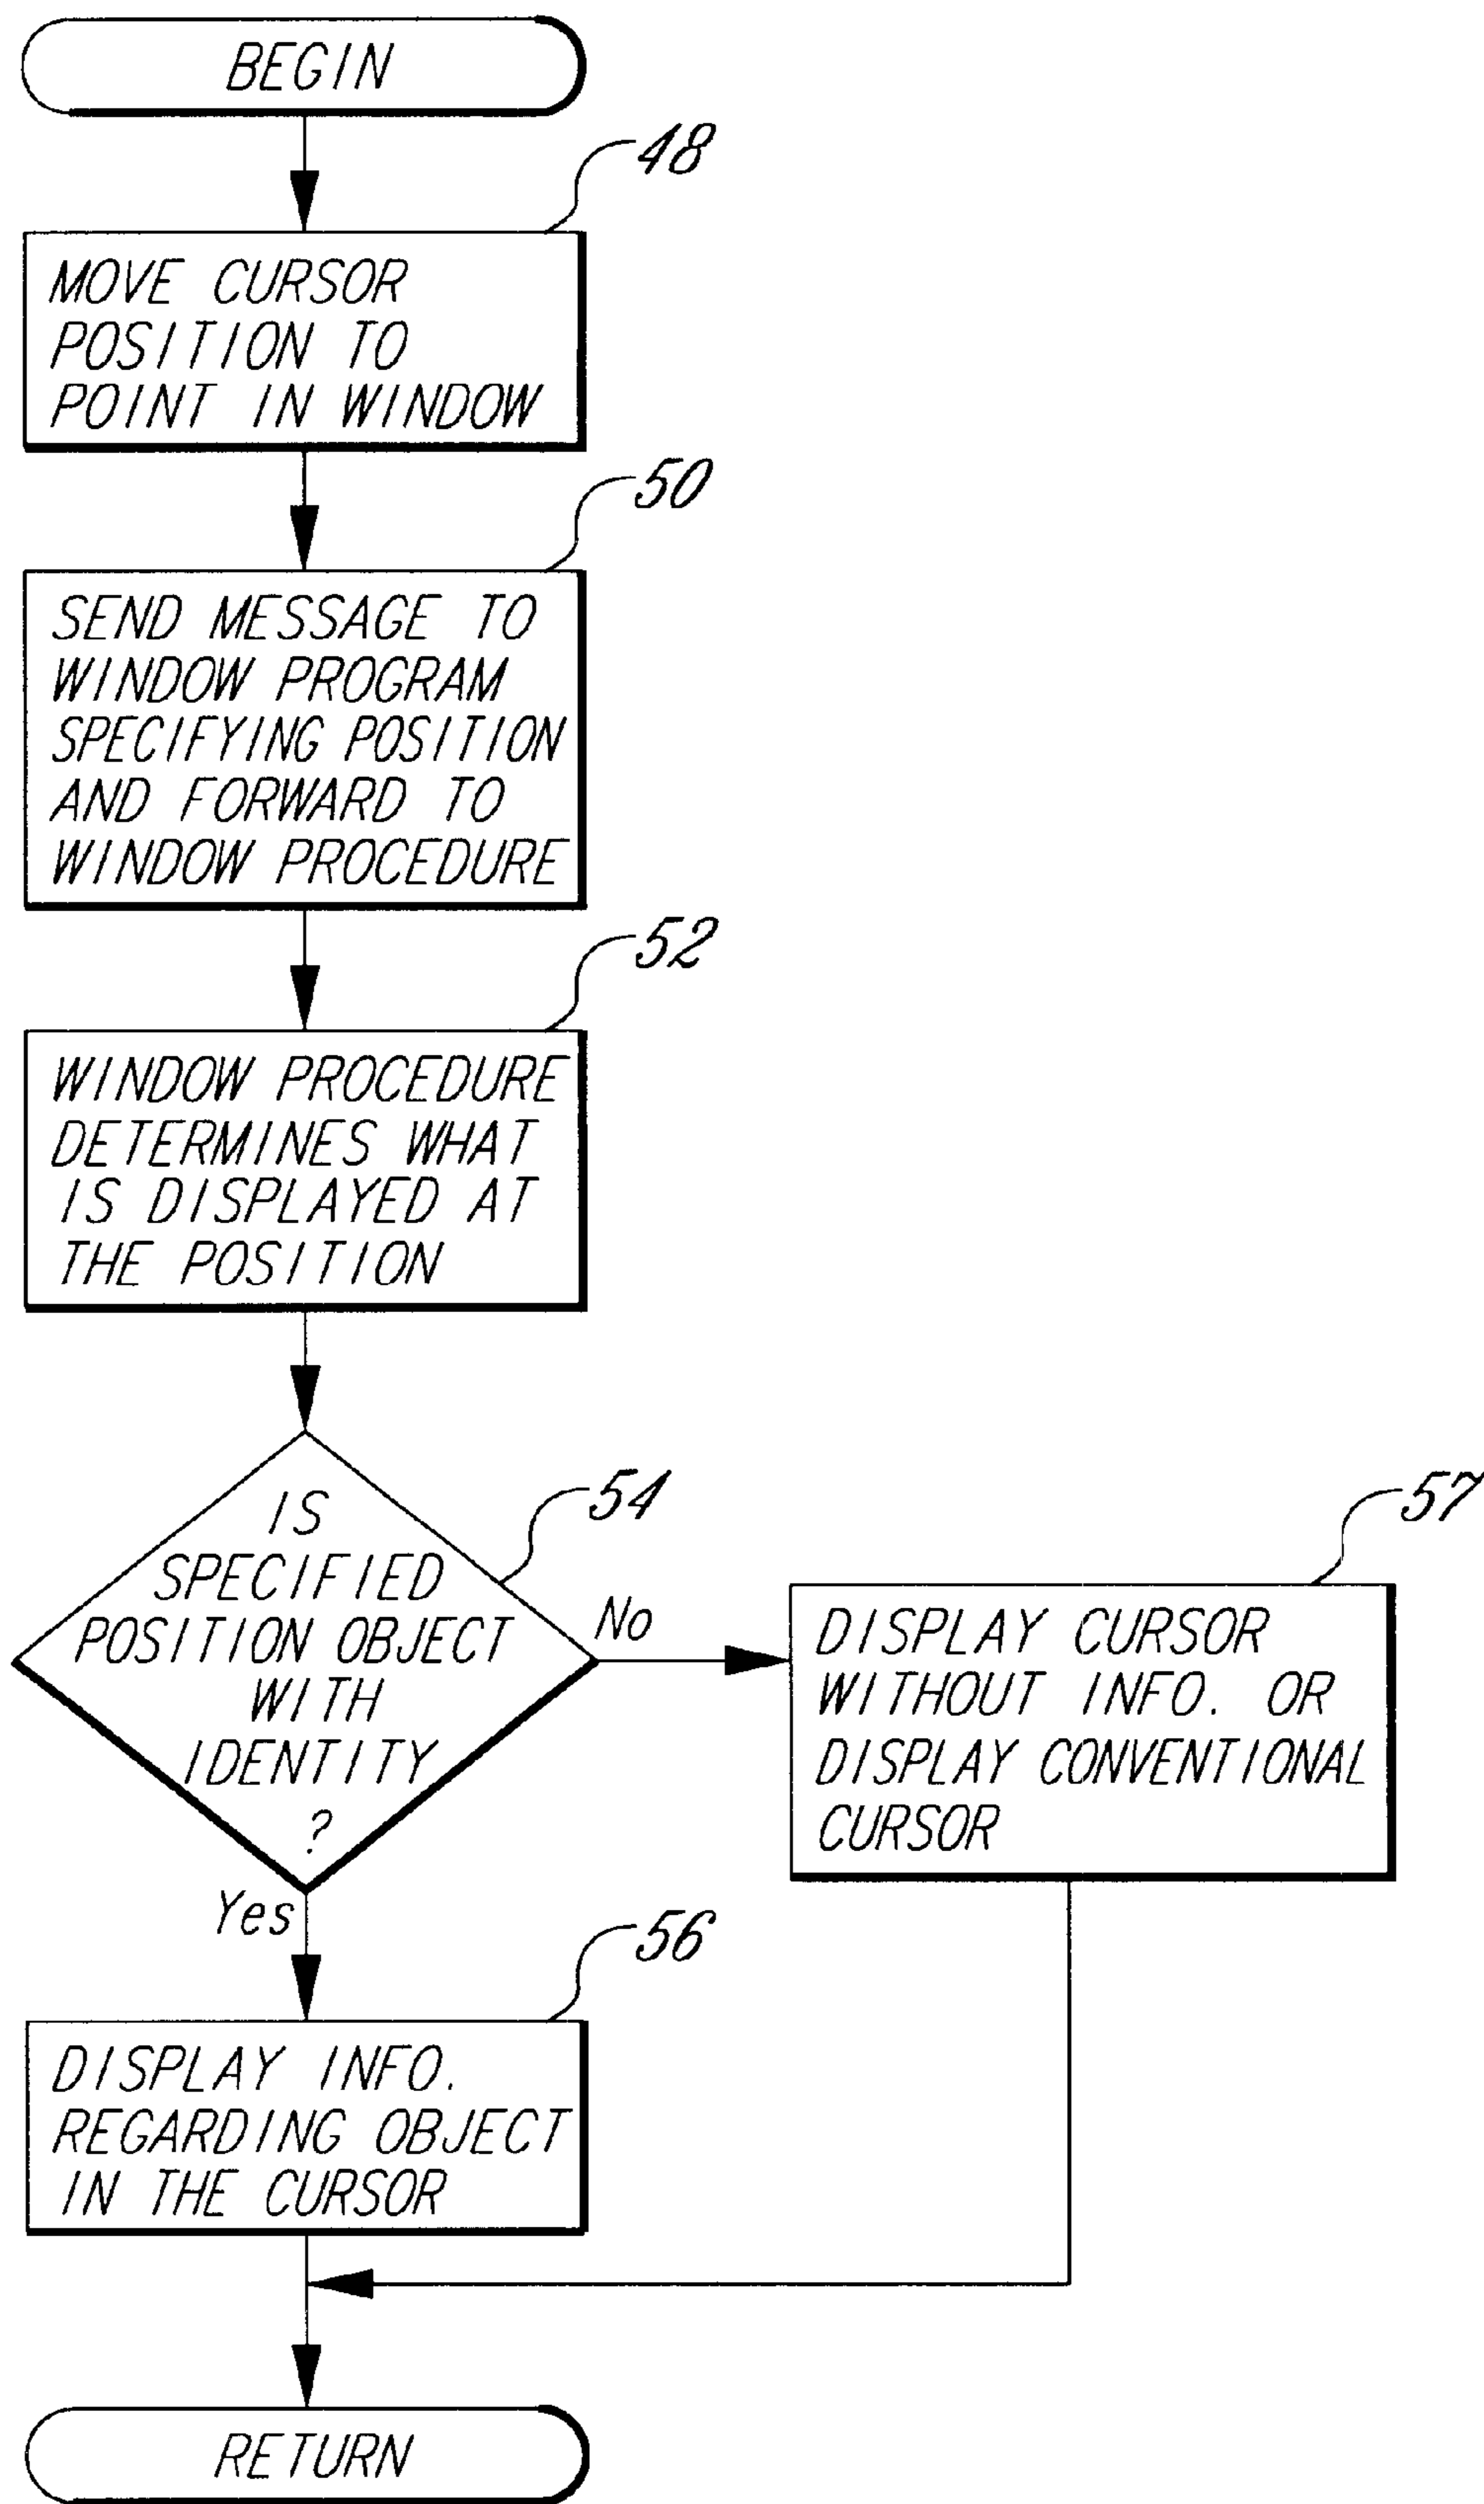 BEGIN
48
MOVE CURSOR
POSITION TO
POINT IN WINDOW
50
SEND MESSAGE TO
WINDOW PROGRAM
SPECIFYING POSITION
AND FORWARD TO
WINDOW PROCEDURE
52
WINDOW PROCEDURE
DETERMINES WHAT
IS DISPLAYED AT
THE POSITION
54
IS
SPECIFIED
POSITION OBJECT
WITH
IDENTITY
?
No
57
DISPLAY CURSOR
WITHOUT INFO. OR
DISPLAY CONVENTIONAL
CURSOR
Yes
56
DISPLAY INFO.
REGARDING OBJECT
IN THE CURSOR
RETURN